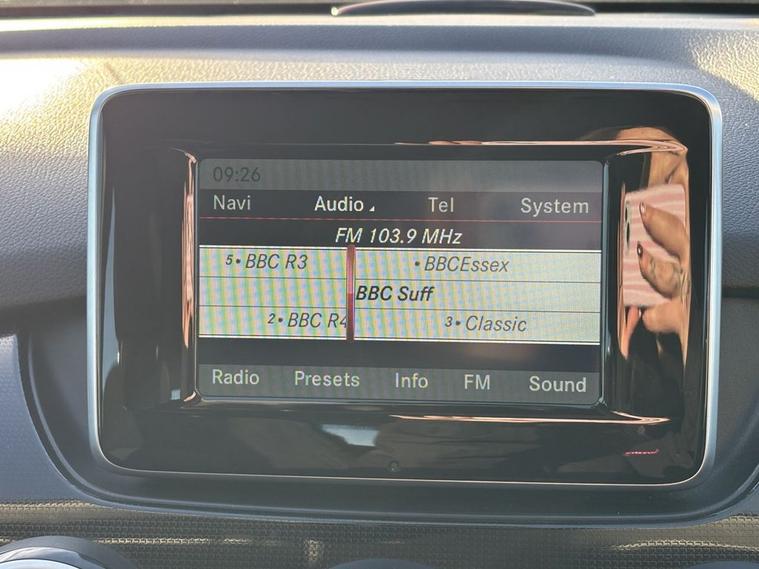 09:26
Navi Audio Tel System
FM 103.9 MHz
5• BBC R3 • BBCEssex
BBC Suff
2• BBC R4 3• Classic
Radio Presets Info FM Sound